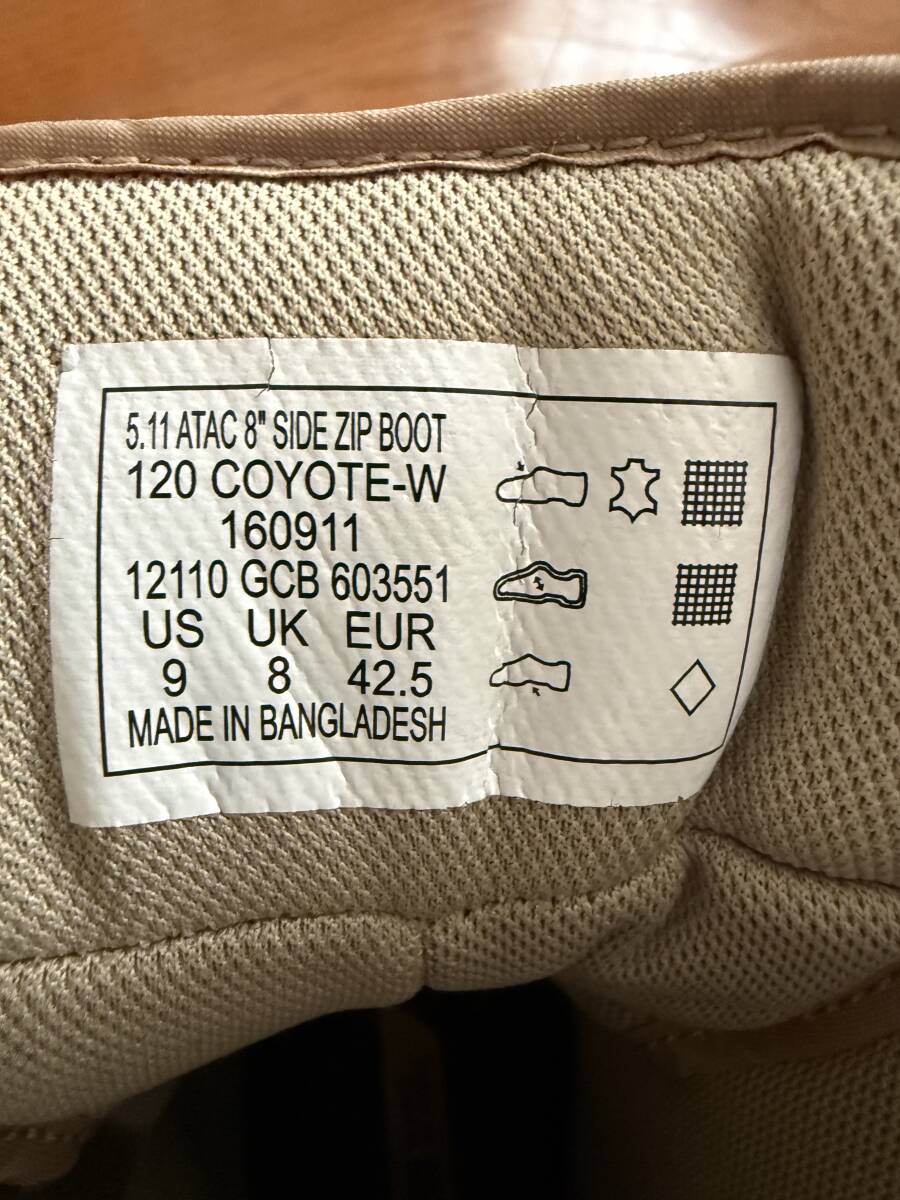 5.11 ATAC 8" SIDE ZIP BOOT
120 COYOTE-W
160911
12110 GCB 603551
US UK EUR
9 8 42.5
MADE IN BANGLADESH